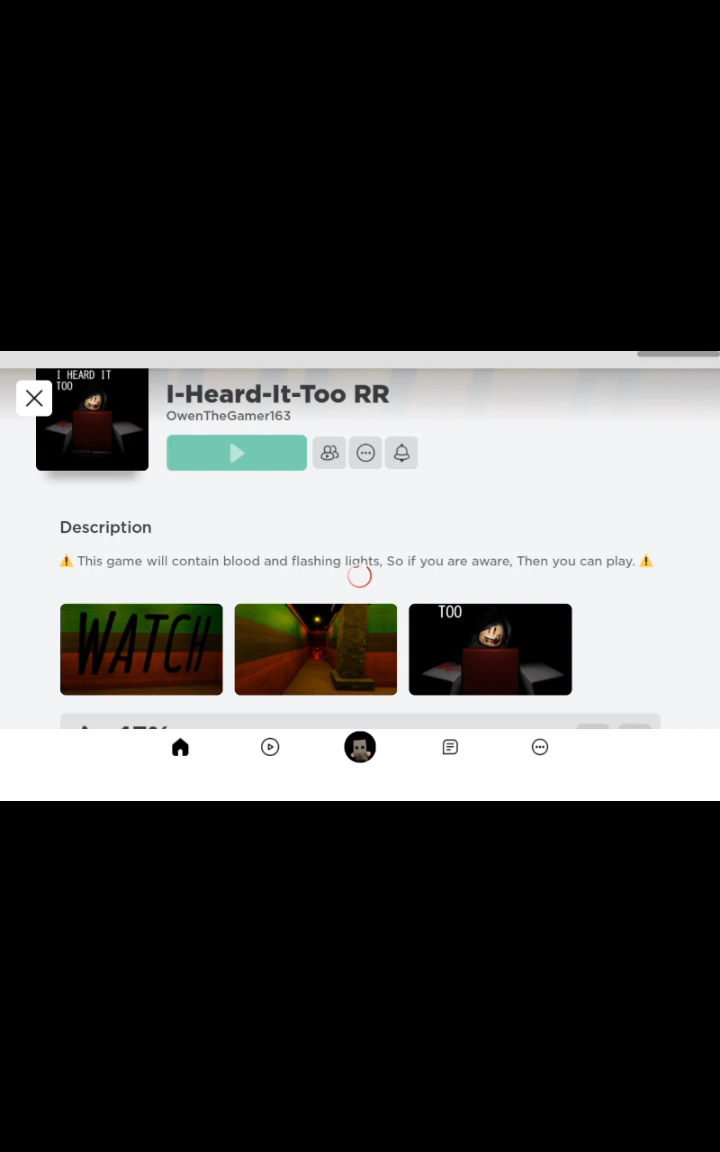 I HEARD IT
TOO
I-Heard-It-Too RR
OwenTheGamer163
Description
⚠️ This game will contain blood and flashing lights, So if you are aware, Then you can play. ⚠️
WATCH
TOO